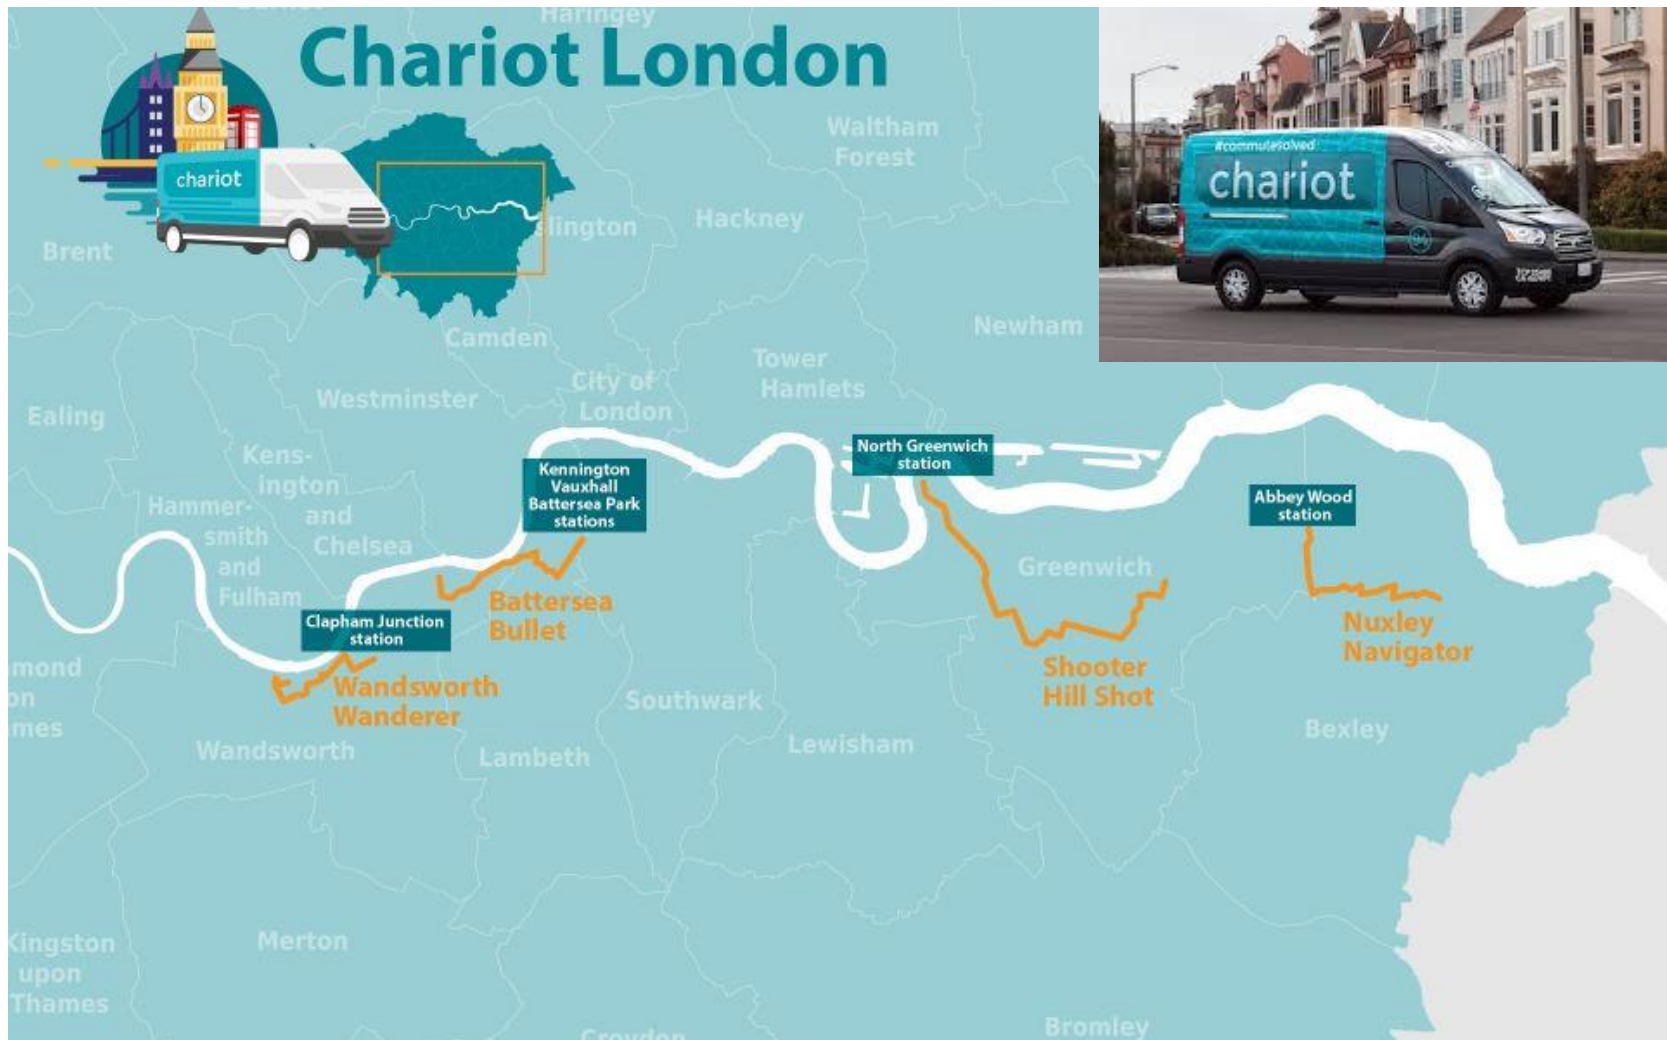 Haringey
Chariot London
Waltham
Forest
#commutesolved
chariot
chariot
Hackney
Brent
Newham
Camden
Tower
Hamlets
City of
London
Westminster
Ealing
North Greenwich
station
Kens-
ington
and
Chelsea
Kennington
Vauxhall
Battersea Park
stations
Abbey Wood
station
Hammer-
smith
and
Fulham
Greenwich
Battersea
Bullet
Clapham Junction
station
Nuxley
Navigator
Shooter
Hill Shot
Wandsworth
Wanderer
Southwark
Bexley
Wandsworth
Lambeth
Lewisham
Merton
Kingston
upon
Thames
Bromley
Croydon